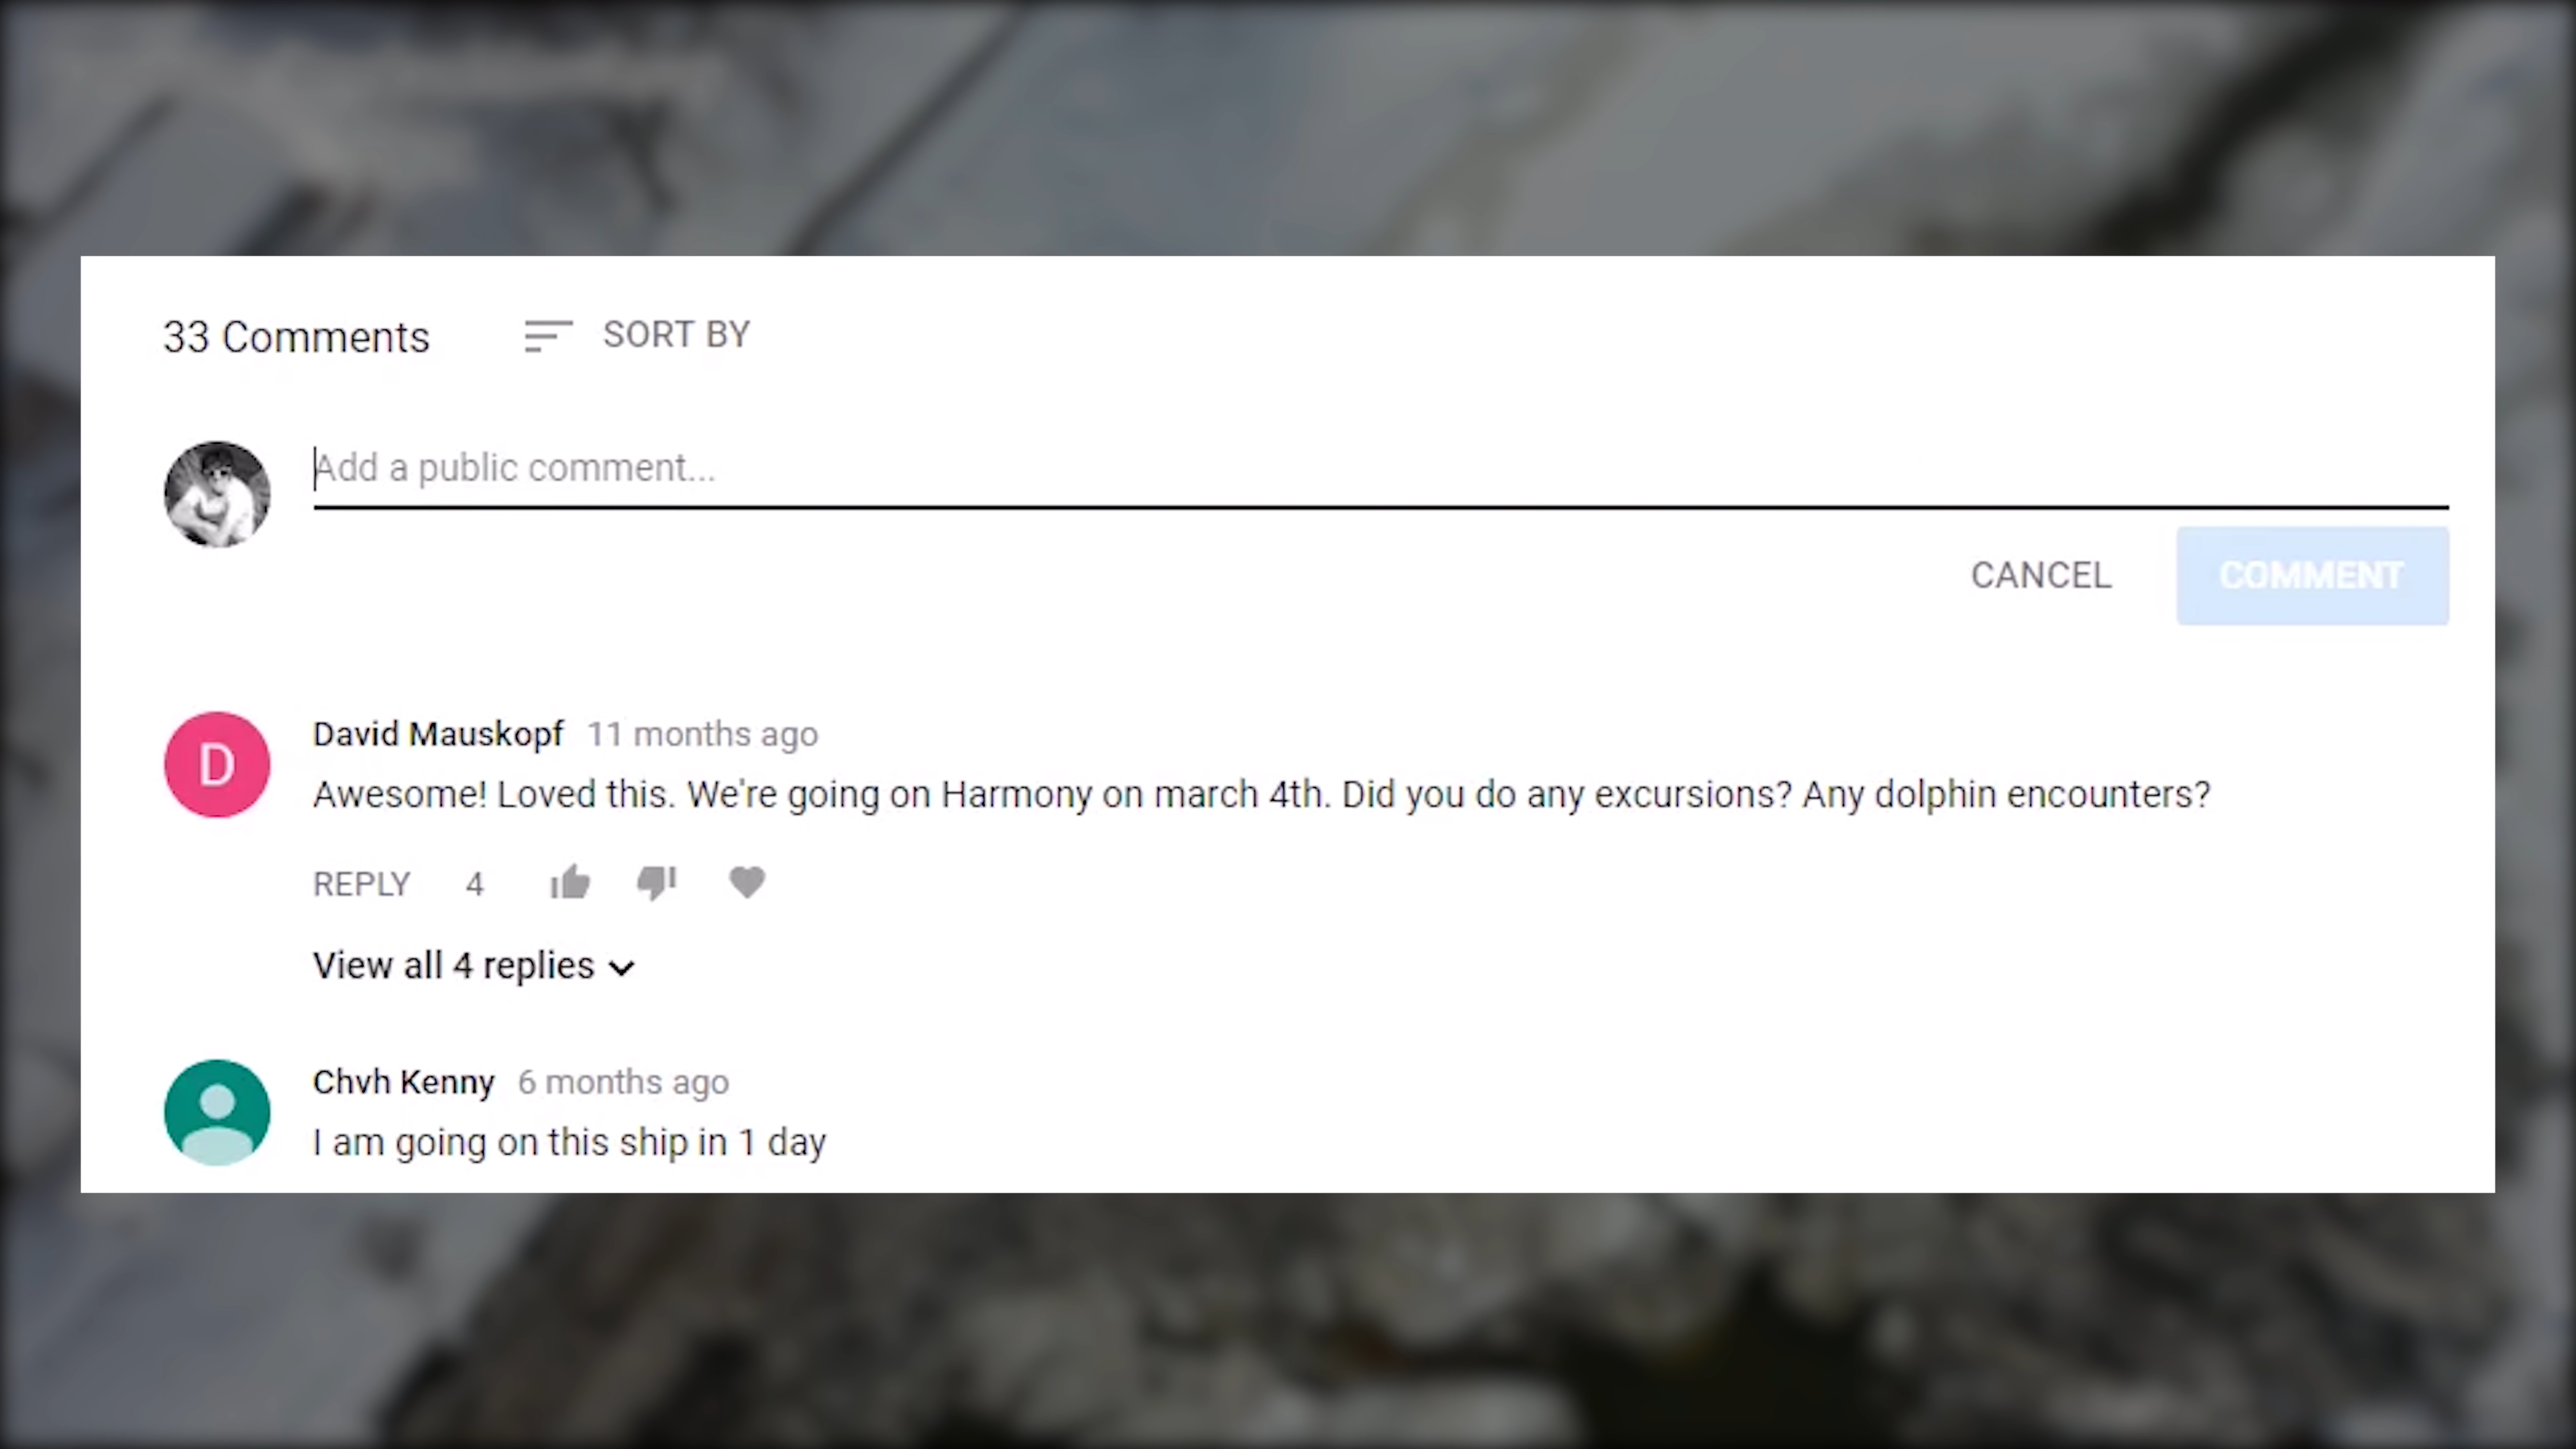 33 Comments SORT BY
Add a public comment...
CANCEL COMMENT
D
David Mauskopf 11 months ago
Awesome! Loved this. We're going on Harmony on march 4th. Did you do any excursions? Any dolphin encounters?
REPLY 4
View all 4 replies
Chvh Kenny 6 months ago
I am going on this ship in 1 day